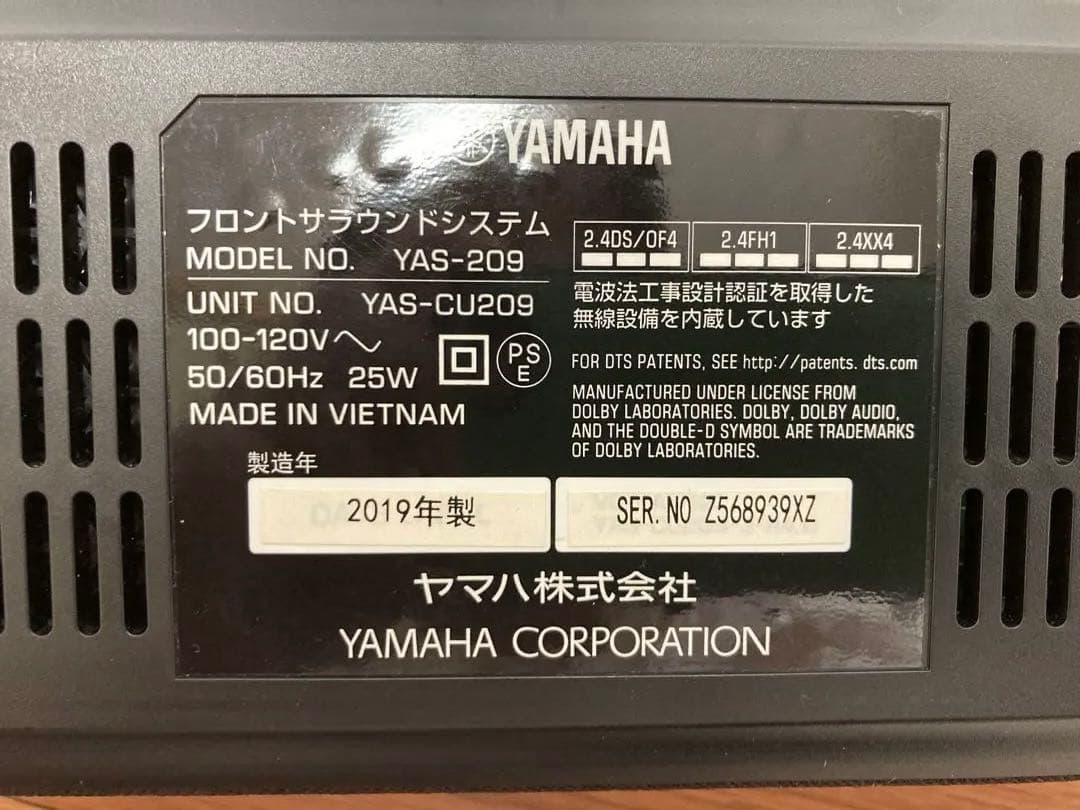 YAMAHA
フロントサラウンドシステム
MODEL NO. YAS-209
UNIT NO. YAS-CU209
100-120V～
50/60Hz 25W
PS
E
MADE IN VIETNAM
2.4DS/OF4
2.4FH1
2.4XX4
電波法工事設計認証を取得した
無線設備を内蔵しています
FOR DTS PATENTS, SEE http://patents.dts.com
MANUFACTURED UNDER LICENSE FROM
DOLBY LABORATORIES. DOLBY, DOLBY AUDIO,
AND THE DOUBLE-D SYMBOL ARE TRADEMARKS
OF DOLBY LABORATORIES.
製造年
2019年製
SER. NO Z568939XZ
ヤマハ株式会社
YAMAHA CORPORATION